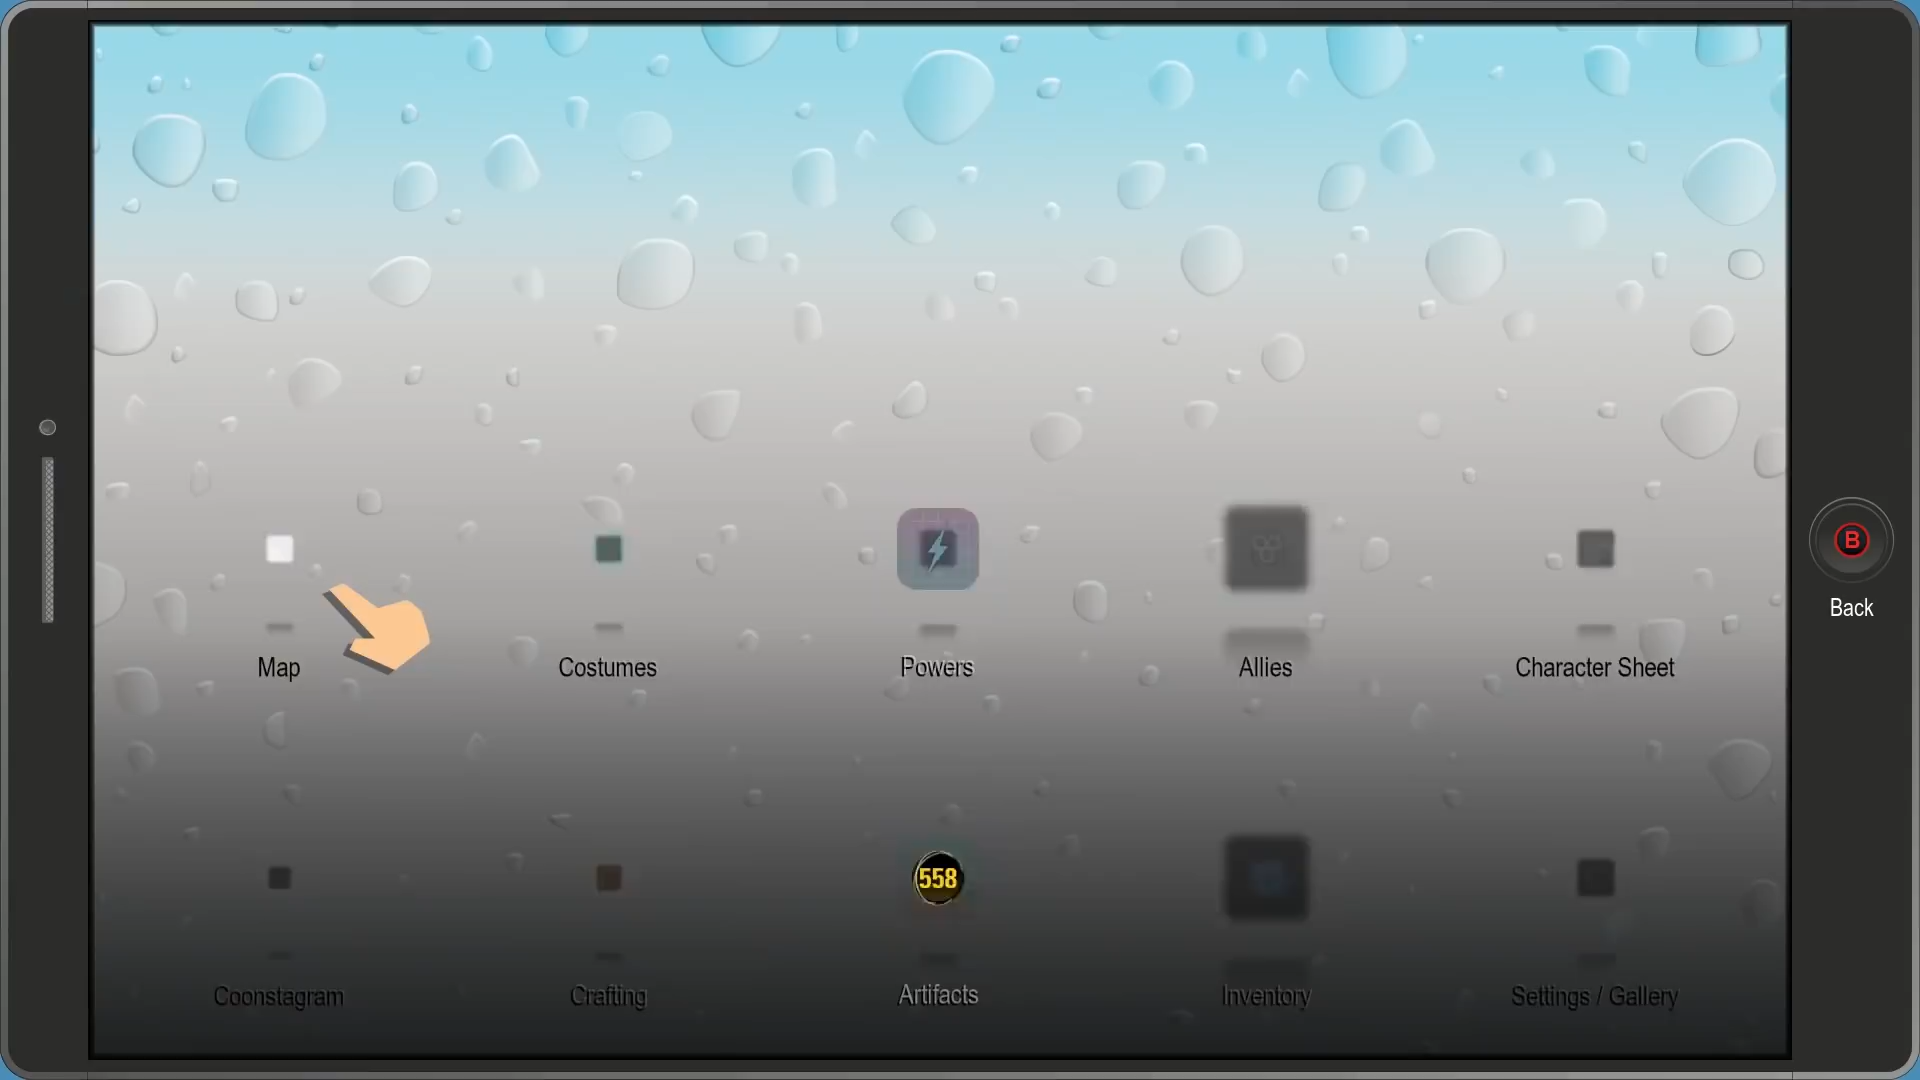 B
Back
Map
Costumes
Powers
Allies
Character Sheet
558
Coonstagram
Crafting
Artifacts
Inventory
Settings / Gallery